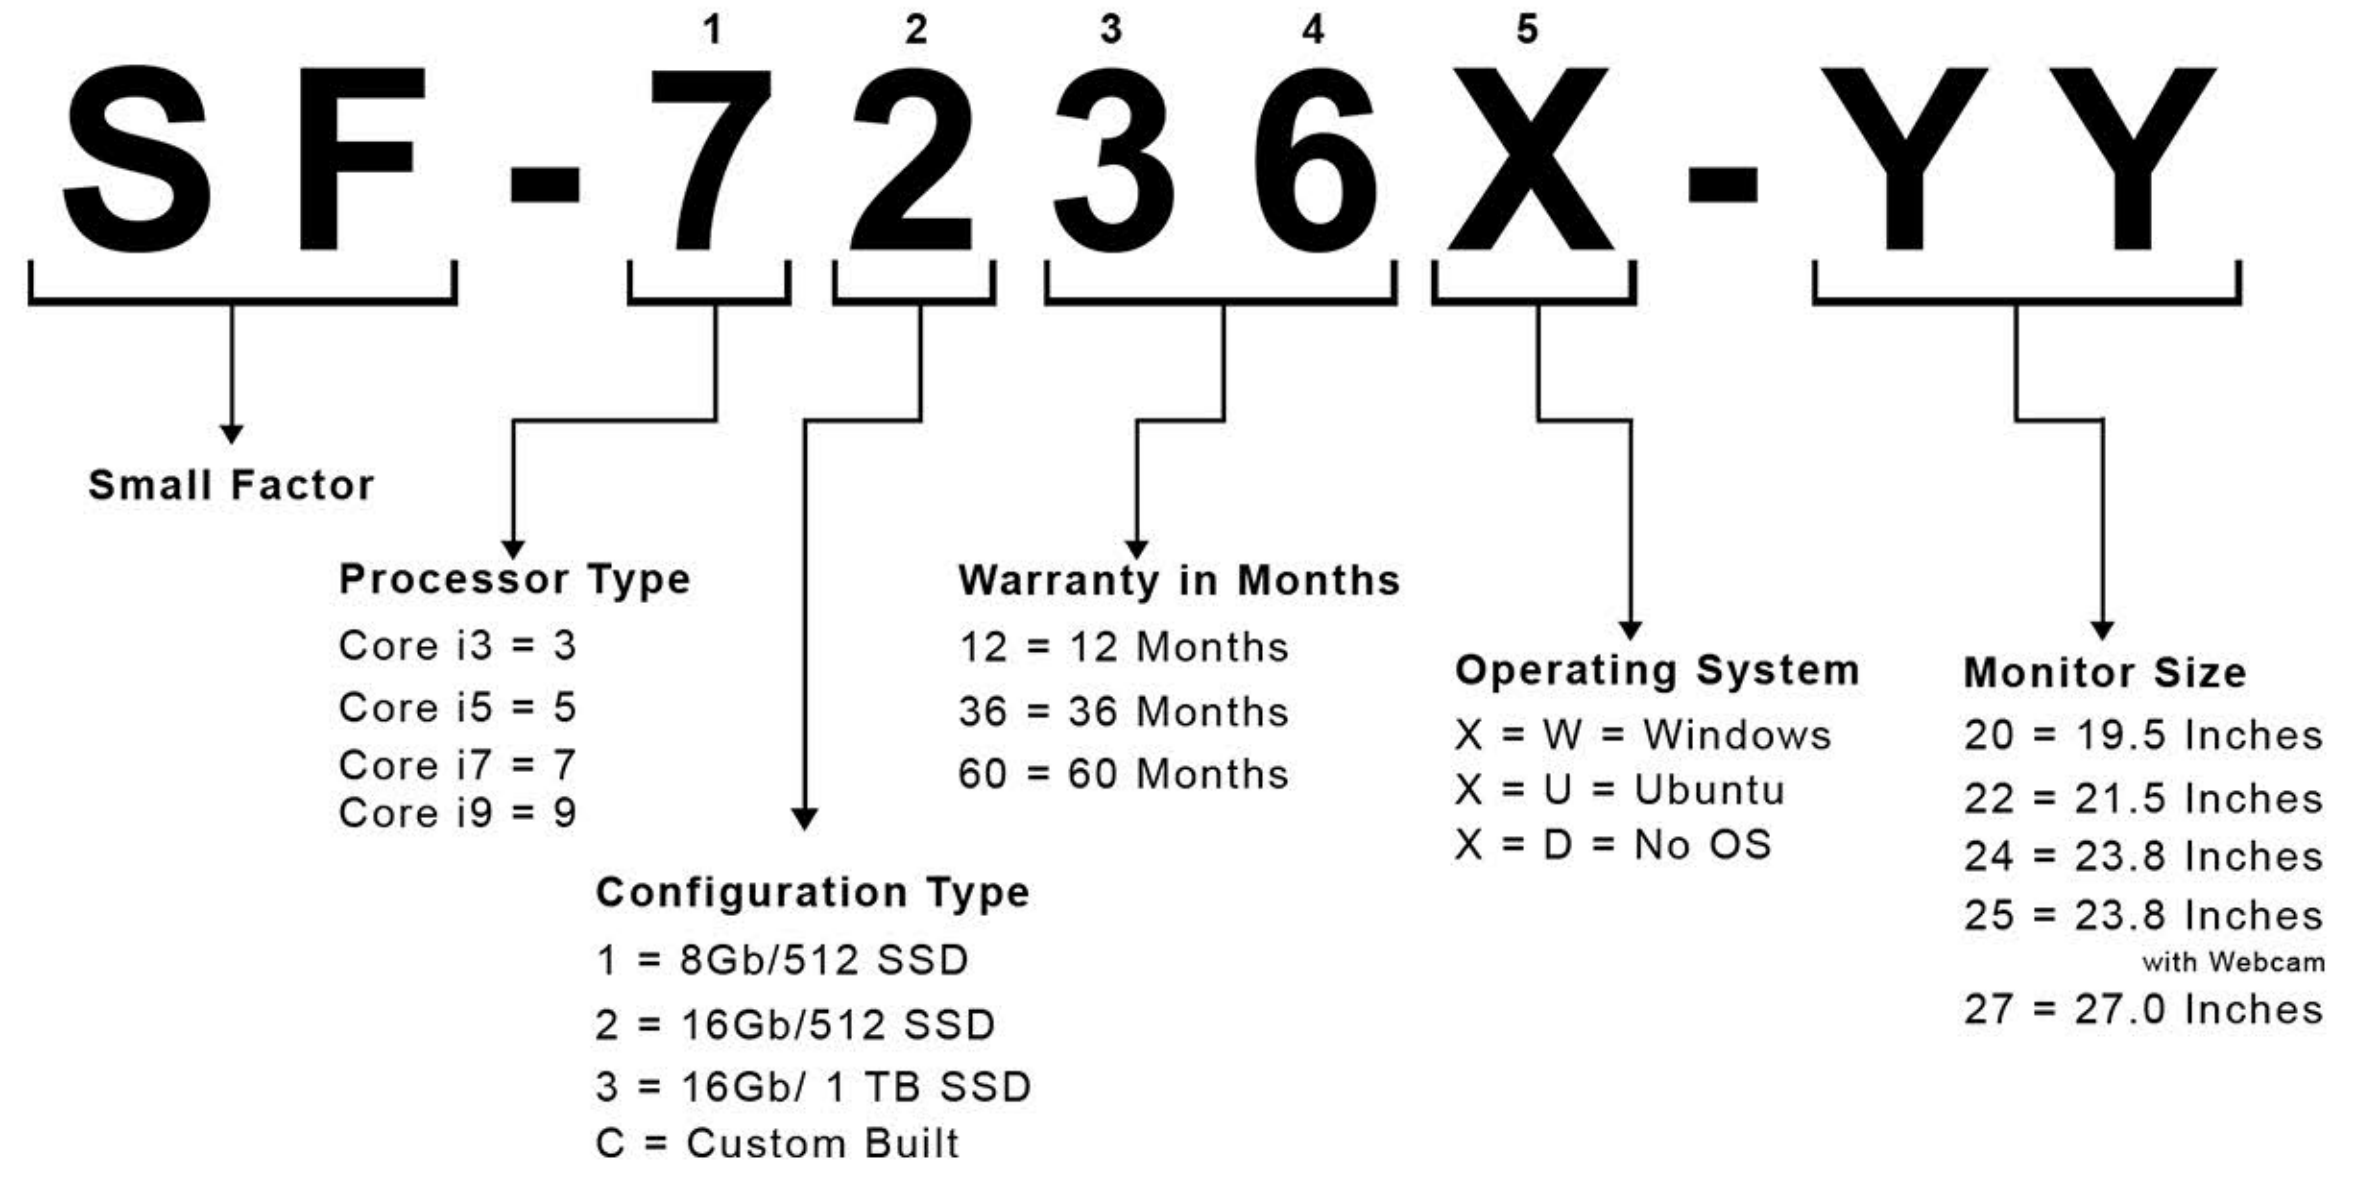 1 2 3 4 5
SF-7236X-YY
Small Factor
Processor Type
Core i3 = 3
Core i5 = 5
Core i7 = 7
Core i9 = 9
Configuration Type
1 = 8Gb/512 SSD
2 = 16Gb/512 SSD
3 = 16Gb/ 1 TB SSD
C = Custom Built
Warranty in Months
12 = 12 Months
36 = 36 Months
60 = 60 Months
Operating System
X = W = Windows
X = U = Ubuntu
X = D = No OS
Monitor Size
20 = 19.5 Inches
22 = 21.5 Inches
24 = 23.8 Inches
25 = 23.8 Inches
with Webcam
27 = 27.0 Inches